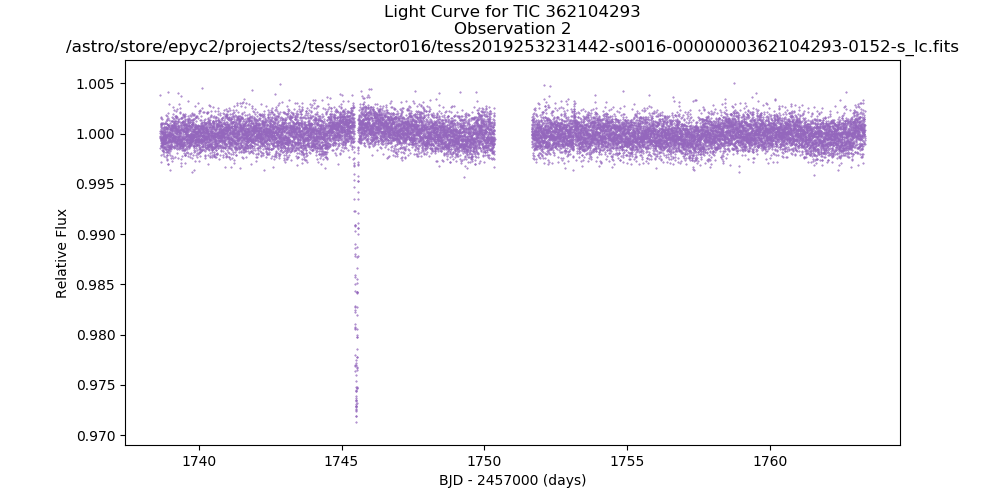 Light Curve for TIC 362104293
Observation 2
/astro/store/epyc2/projects2/tess/sector016/tess2019253231442-s0016-0000000362104293-0152-s_lc.fits
1.005
1.000
0.995
0.990
0.985
0.980
0.975
0.970
Relative Flux
1740
1745
1750
1755
1760
BJD - 2457000 (days)